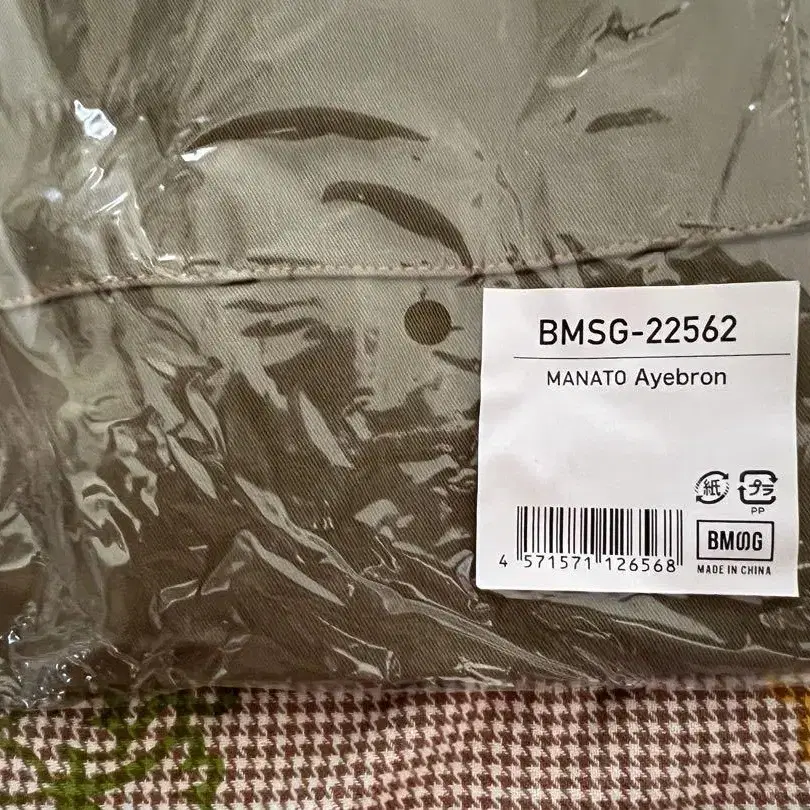 BMSG-22562
MANATO Ayebron
紙
プラ
PP
4 571571 126568
BMSG
MADE IN CHINA